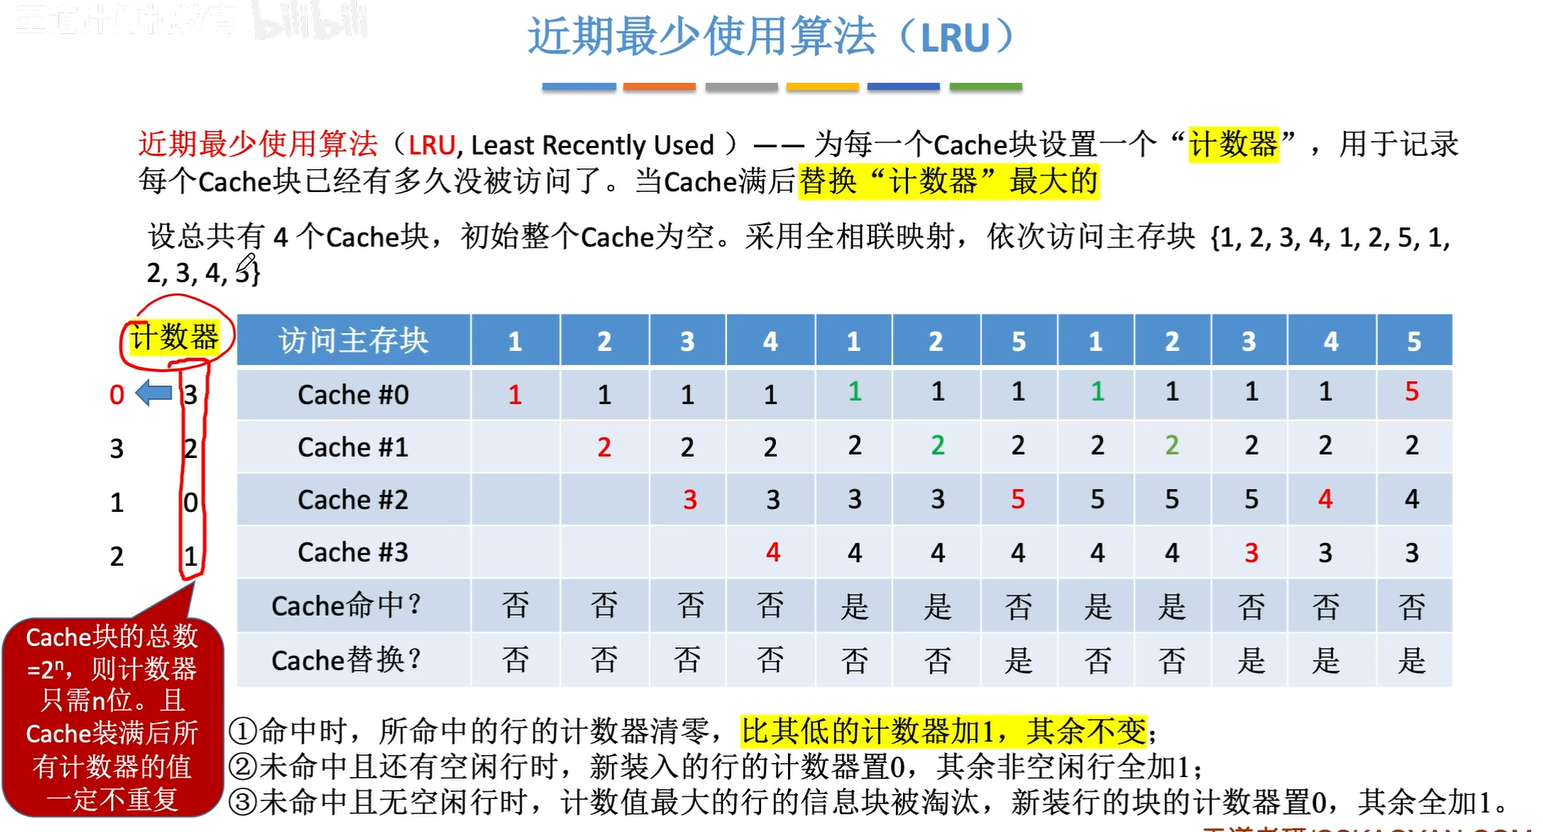 王道计算机教育 bilibili
近期最少使用算法（LRU）
近期最少使用算法（LRU, Least Recently Used ）—— 为每一个Cache块设置一个“计数器”，用于记录
每个Cache块已经有多久没被访问了。当Cache满后替换“计数器”最大的
设总共有 4 个Cache块，初始整个Cache为空。采用全相联映射，依次访问主存块 {1, 2, 3, 4, 1, 2, 5, 1,
2, 3, 4, 5}
计数器 访问主存块 1 2 3 4 1 2 5 1 2 3 4 5
0 3 Cache #0 1 1 1 1 1 1 1 1 1 1 1 5
3 2 Cache #1 2 2 2 2 2 2 2 2 2 2 2
1 0 Cache #2 3 3 3 3 5 5 5 5 4 4
2 1 Cache #3 4 4 4 4 4 4 3 3 3
Cache命中？ 否 否 否 否 是 是 否 是 是 否 否 否
Cache替换？ 否 否 否 否 否 否 是 否 否 是 是 是
Cache块的总数
=2ⁿ，则计数器
只需n位。且
Cache装满后所
有计数器的值
一定不重复
①命中时，所命中的行的计数器清零，比其低的计数器加1，其余不变；
②未命中且还有空闲行时，新装入的行的计数器置0，其余非空闲行全加1；
③未命中且无空闲行时，计数值最大的行的信息块被淘汰，新装行的块的计数器置0，其余全加1。